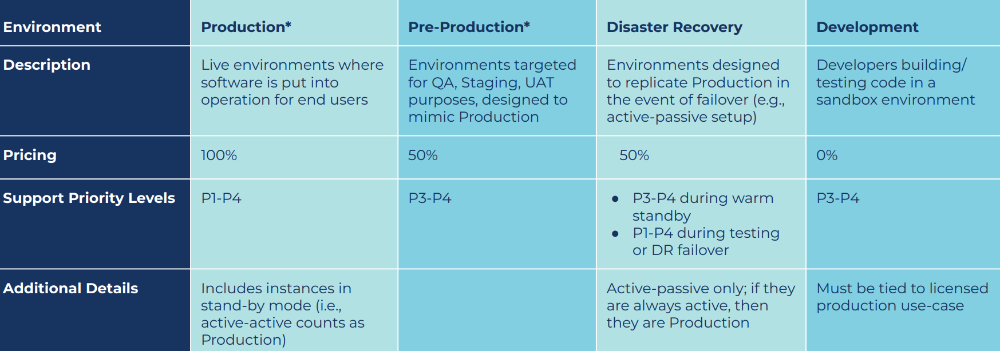 Environment
Production*
Pre-Production*
Disaster Recovery
Development
Description
Live environments where
software is put into
operation for end users
Environments targeted
for QA, Staging, UAT
purposes, designed to
mimic Production
Environments designed
to replicate Production in
the event of failover (e.g.,
active-passive setup)
Developers building/
testing code in a
sandbox environment
Pricing
100%
50%
50%
0%
Support Priority Levels
P1-P4
P3-P4
● P3-P4 during warm
standby
● P1-P4 during testing
or DR failover
P3-P4
Additional Details
Includes instances in
stand-by mode (i.e.,
active-active counts as
Production)
Active-passive only; if they
are always active, then
they are Production
Must be tied to licensed
production use-case